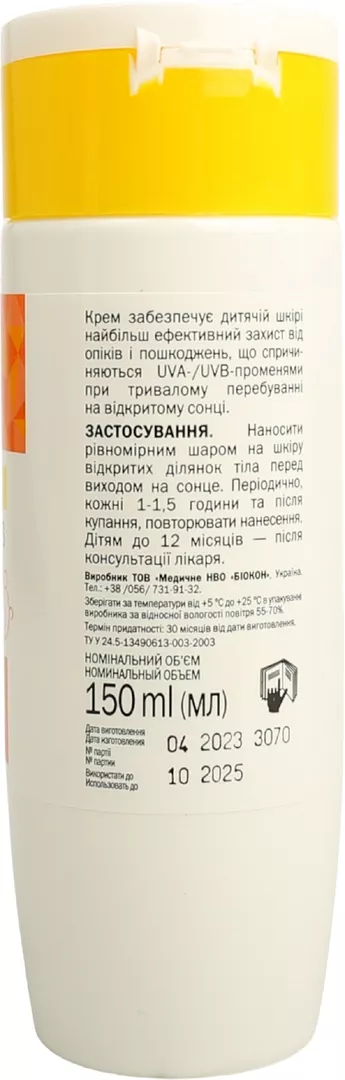 Крем забезпечує дитячій шкірі
найбільш ефективний захист від
опіків і пошкоджень, що спричи-
няються UVA-/UVB-променями
при тривалому перебуванні
на відкритому сонці.
ЗАСТОСУВАННЯ. Наносити
рівномірним шаром на шкіру
відкритих ділянок тіла перед
виходом на сонце. Періодично,
кожні 1-1,5 години та після
купання, повторювати нанесення.
Дітям до 12 місяців — після
консультації лікаря.
Виробник ТОВ «Медичне НВО «БІОКОН», Україна.
Тел.: +38 /056/ 731-91-32.
Зберігати за температури від +5 °С до +25 °С в упакуванні
виробника за відносної вологості повітря 55-70%.
Термін придатності: 30 місяців від дати виготовлення.
ТУ У 24.5-13490613-003-2003
НОМІНАЛЬНИЙ ОБ'ЄМ
НОМИНАЛЬНЫЙ ОБЪЕМ
150 ml (мл)
Дата виготовлення
Дата изготовления
№ партії
№ партии
04 2023 3070
Використати до
Использовать до
10 2025